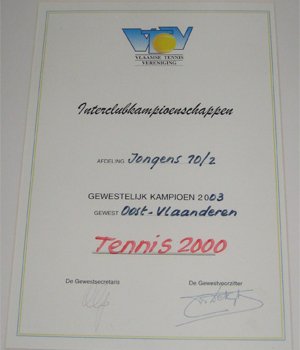 VTV
VLAAMSE TENNIS
VERENIGING
Interclubkampioenschappen
AFDELING Jongens 10/2
GEWESTELIJK KAMPIOEN 2003
GEWEST Oost-Vlaanderen
Tennis 2000
De Gewestsecretaris De Gewestvoorzitter